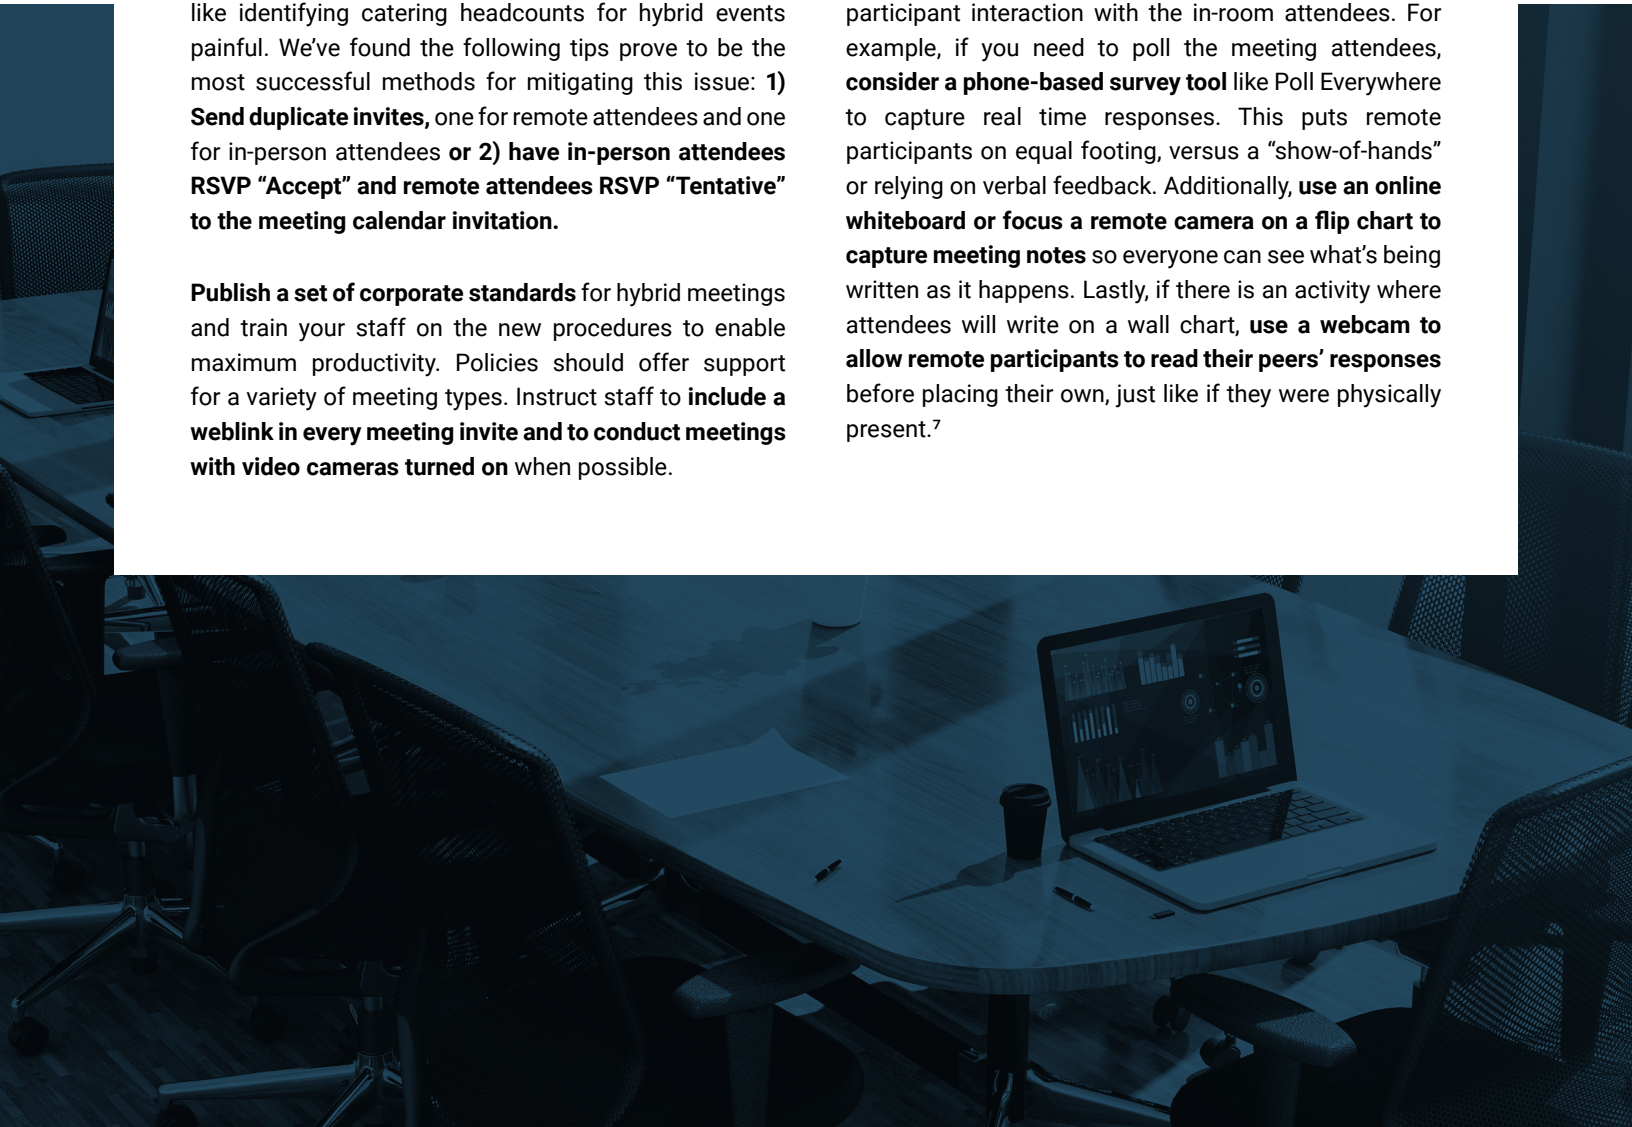 like identifying catering headcounts for hybrid events
painful. We’ve found the following tips prove to be the
most successful methods for mitigating this issue: 1)
Send duplicate invites, one for remote attendees and one
for in-person attendees or 2) have in-person attendees
RSVP “Accept” and remote attendees RSVP “Tentative”
to the meeting calendar invitation.
Publish a set of corporate standards for hybrid meetings
and train your staff on the new procedures to enable
maximum productivity. Policies should offer support
for a variety of meeting types. Instruct staff to include a
weblink in every meeting invite and to conduct meetings
with video cameras turned on when possible.
participant interaction with the in-room attendees. For
example, if you need to poll the meeting attendees,
consider a phone-based survey tool like Poll Everywhere
to capture real time responses. This puts remote
participants on equal footing, versus a “show-of-hands”
or relying on verbal feedback. Additionally, use an online
whiteboard or focus a remote camera on a flip chart to
capture meeting notes so everyone can see what’s being
written as it happens. Lastly, if there is an activity where
attendees will write on a wall chart, use a webcam to
allow remote participants to read their peers’ responses
before placing their own, just like if they were physically
present.⁷